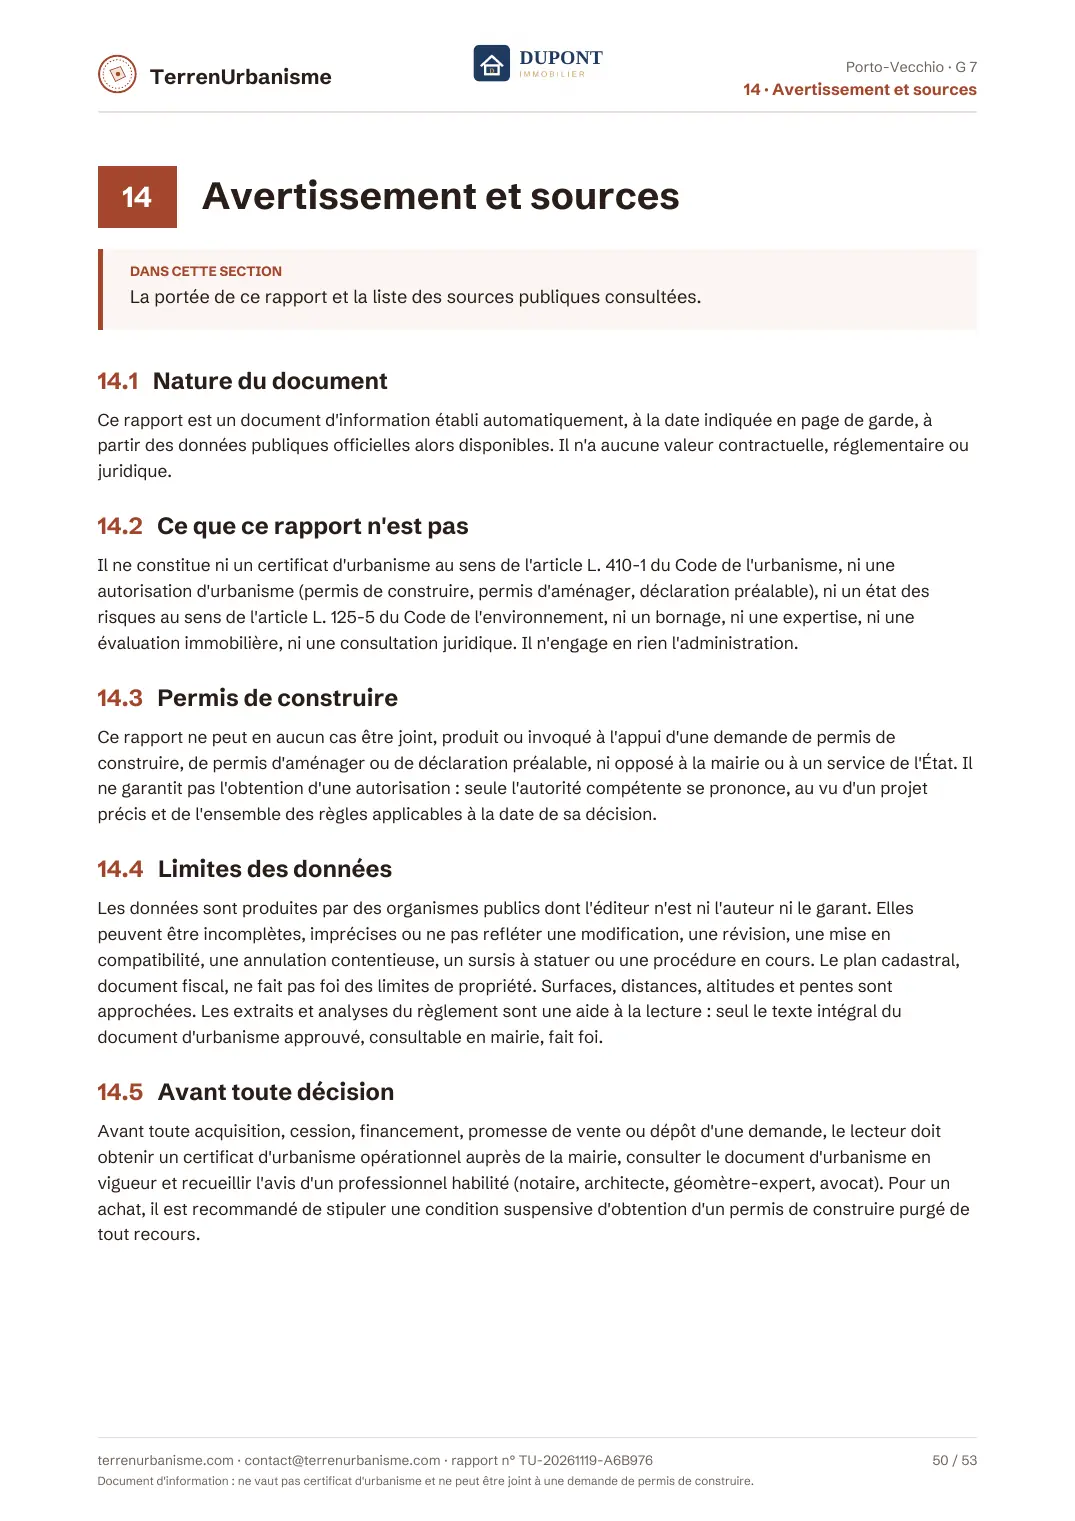 TerrenUrbanisme
DUPONT
IMMOBILIER
Porto-Vecchio · G 7
14 · Avertissement et sources
14 Avertissement et sources
DANS CETTE SECTION
La portée de ce rapport et la liste des sources publiques consultées.
14.1 Nature du document
Ce rapport est un document d'information établi automatiquement, à la date indiquée en page de garde, à
partir des données publiques officielles alors disponibles. Il n'a aucune valeur contractuelle, réglementaire ou
juridique.
14.2 Ce que ce rapport n'est pas
Il ne constitue ni un certificat d'urbanisme au sens de l'article L. 410-1 du Code de l'urbanisme, ni une
autorisation d'urbanisme (permis de construire, permis d'aménager, déclaration préalable), ni un état des
risques au sens de l'article L. 125-5 du Code de l'environnement, ni un bornage, ni une expertise, ni une
évaluation immobilière, ni une consultation juridique. Il n'engage en rien l'administration.
14.3 Permis de construire
Ce rapport ne peut en aucun cas être joint, produit ou invoqué à l'appui d'une demande de permis de
construire, de permis d'aménager ou de déclaration préalable, ni opposé à la mairie ou à un service de l'État. Il
ne garantit pas l'obtention d'une autorisation : seule l'autorité compétente se prononce, au vu d'un projet
précis et de l'ensemble des règles applicables à la date de sa décision.
14.4 Limites des données
Les données sont produites par des organismes publics dont l'éditeur n'est ni l'auteur ni le garant. Elles
peuvent être incomplètes, imprécises ou ne pas refléter une modification, une révision, une mise en
compatibilité, une annulation contentieuse, un sursis à statuer ou une procédure en cours. Le plan cadastral,
document fiscal, ne fait pas foi des limites de propriété. Surfaces, distances, altitudes et pentes sont
approchées. Les extraits et analyses du règlement sont une aide à la lecture : seul le texte intégral du
document d'urbanisme approuvé, consultable en mairie, fait foi.
14.5 Avant toute décision
Avant toute acquisition, cession, financement, promesse de vente ou dépôt d'une demande, le lecteur doit
obtenir un certificat d'urbanisme opérationnel auprès de la mairie, consulter le document d'urbanisme en
vigueur et recueillir l'avis d'un professionnel habilité (notaire, architecte, géomètre-expert, avocat). Pour un
achat, il est recommandé de stipuler une condition suspensive d'obtention d'un permis de construire purgé de
tout recours.
terrenurbanisme.com · contact@terrenurbanisme.com · rapport n° TU-20261119-A6B976
50 / 53
Document d'information : ne vaut pas certificat d'urbanisme et ne peut être joint à une demande de permis de construire.